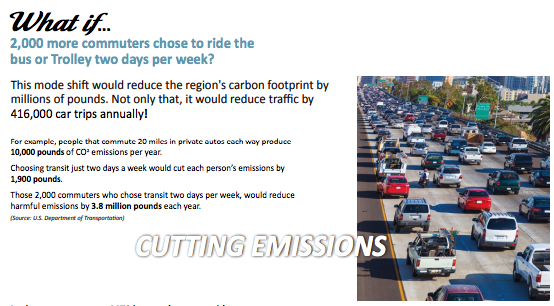 What if...
2,000 more commuters chose to ride the
bus or Trolley two days per week?
This mode shift would reduce the region's carbon footprint by
millions of pounds. Not only that, it would reduce traffic by
416,000 car trips annually!
For example, people that commute 20 miles in private autos each way produce
10,000 pounds of CO² emissions per year.
Choosing transit just two days a week would cut each person's emissions by
1,900 pounds.
Those 2,000 commuters who chose transit two days per week, would reduce
harmful emissions by 3.8 million pounds each year.
(Source: U.S. Department of Transportation)
CUTTING EMISSIONS